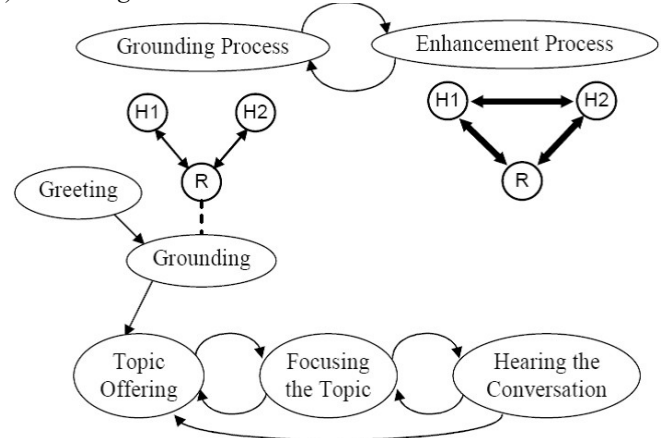 Grounding Process
Enhancement Process
H1
H2
H1
H2
R
R
Greeting
Grounding
Topic
Offering
Focusing
the Topic
Hearing the
Conversation